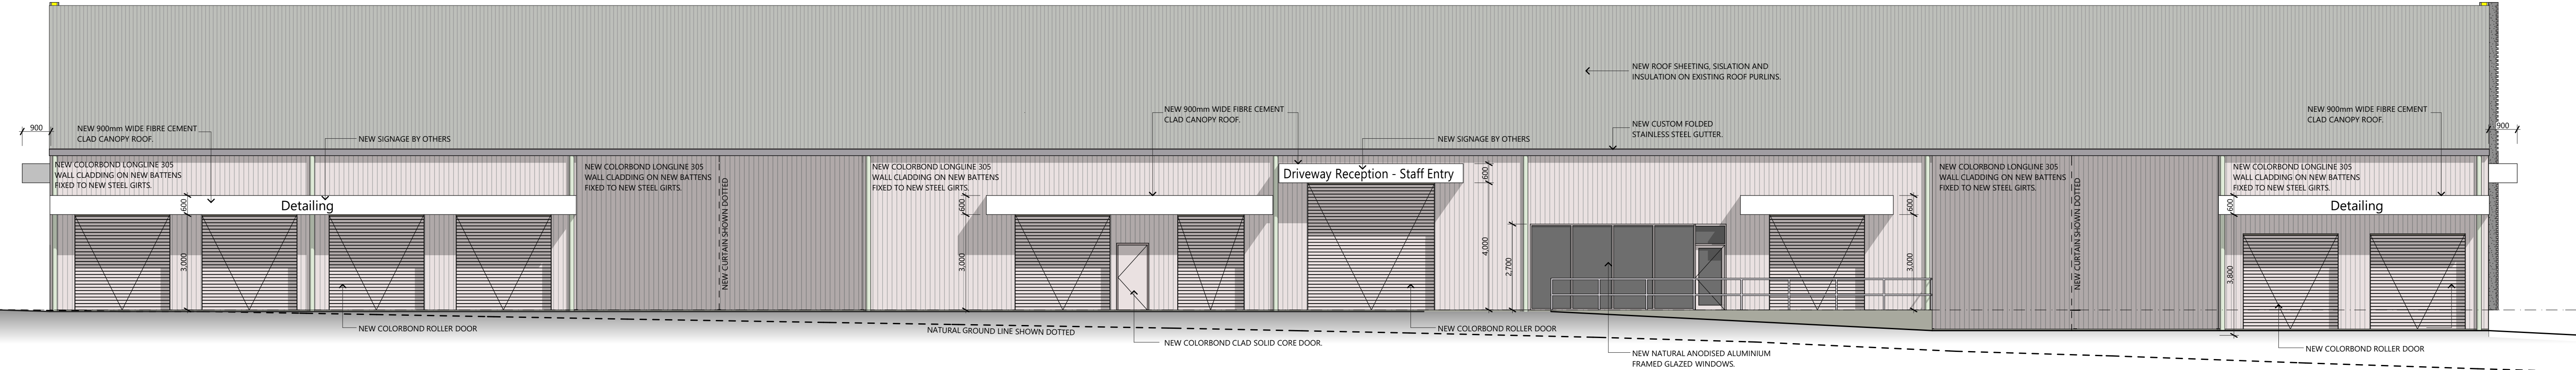 NEW ROOF SHEETING, SISLATION AND
INSULATION ON EXISTING ROOF PURLINS.
900
NEW 900mm WIDE FIBRE CEMENT
CLAD CANOPY ROOF.
NEW SIGNAGE BY OTHERS
NEW 900mm WIDE FIBRE CEMENT
CLAD CANOPY ROOF.
NEW SIGNAGE BY OTHERS
NEW CUSTOM FOLDED
STAINLESS STEEL GUTTER.
NEW 900mm WIDE FIBRE CEMENT
CLAD CANOPY ROOF.
900
NEW COLORBOND LONGLINE 305
WALL CLADDING ON NEW BATTENS
FIXED TO NEW STEEL GIRTS.
NEW COLORBOND LONGLINE 305
WALL CLADDING ON NEW BATTENS
FIXED TO NEW STEEL GIRTS.
NEW COLORBOND LONGLINE 305
WALL CLADDING ON NEW BATTENS
FIXED TO NEW STEEL GIRTS.
NEW COLORBOND LONGLINE 305
WALL CLADDING ON NEW BATTENS
FIXED TO NEW STEEL GIRTS.
NEW COLORBOND LONGLINE 305
WALL CLADDING ON NEW BATTENS
FIXED TO NEW STEEL GIRTS.
Detailing
600
3,000
NEW CURTAIN SHOWN DOTTED
600
3,000
Driveway Reception - Staff Entry
600
4,000
2,700
600
3,000
NEW CURTAIN SHOWN DOTTED
600
3,800
Detailing
NEW COLORBOND ROLLER DOOR
NATURAL GROUND LINE SHOWN DOTTED
NEW COLORBOND CLAD SOLID CORE DOOR.
NEW COLORBOND ROLLER DOOR
NEW NATURAL ANODISED ALUMINIUM
FRAMED GLAZED WINDOWS.
NEW COLORBOND ROLLER DOOR